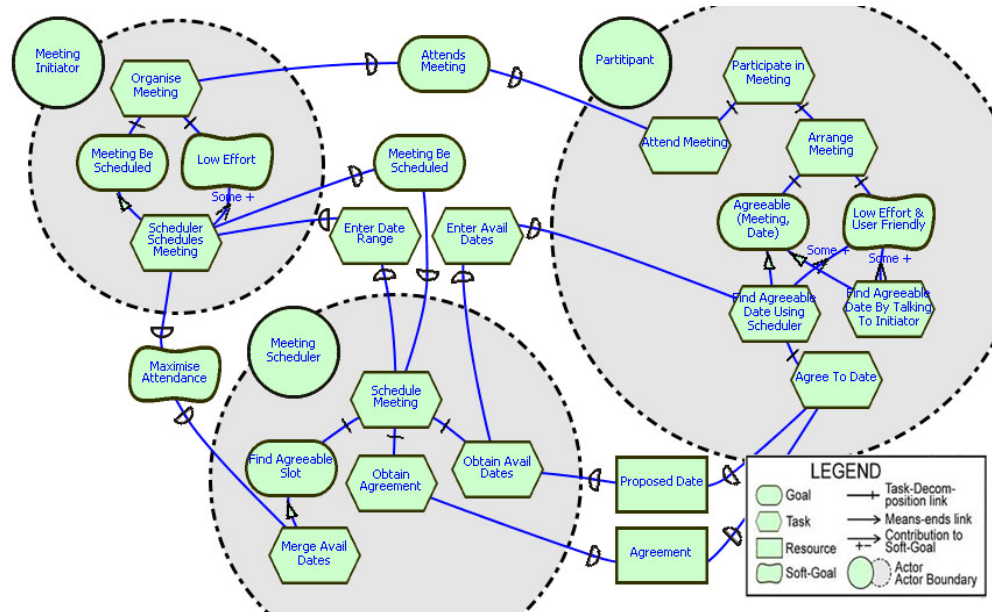 Meeting
Initiator
Organise
Meeting
Meeting Be
Scheduled
Low Effort
Some +
Scheduler
Schedules
Meeting
Attends
Meeting
Meeting Be
Scheduled
Enter Date
Range
Enter Avail
Dates
Partitipant
Participate in
Meeting
Attend Meeting
Arrange
Meeting
Agreeable
(Meeting,
Date)
Low Effort &
User Friendly
Some +
Some +
Find Agreeable
Date Using
Scheduler
Find Agreeable
Date By Talking
To Initiator
Agree To Date
Maximise
Attendance
Meeting
Scheduler
Schedule
Meeting
Find Agreeable
Slot
Obtain
Agreement
Obtain Avail
Dates
Merge Avail
Dates
Proposed Date
Agreement
LEGEND
Goal
Task
Resource
Soft-Goal
Task-Decom-
position link
Means-ends link
Contribution to
Soft-Goal
+-
Actor
Actor Boundary